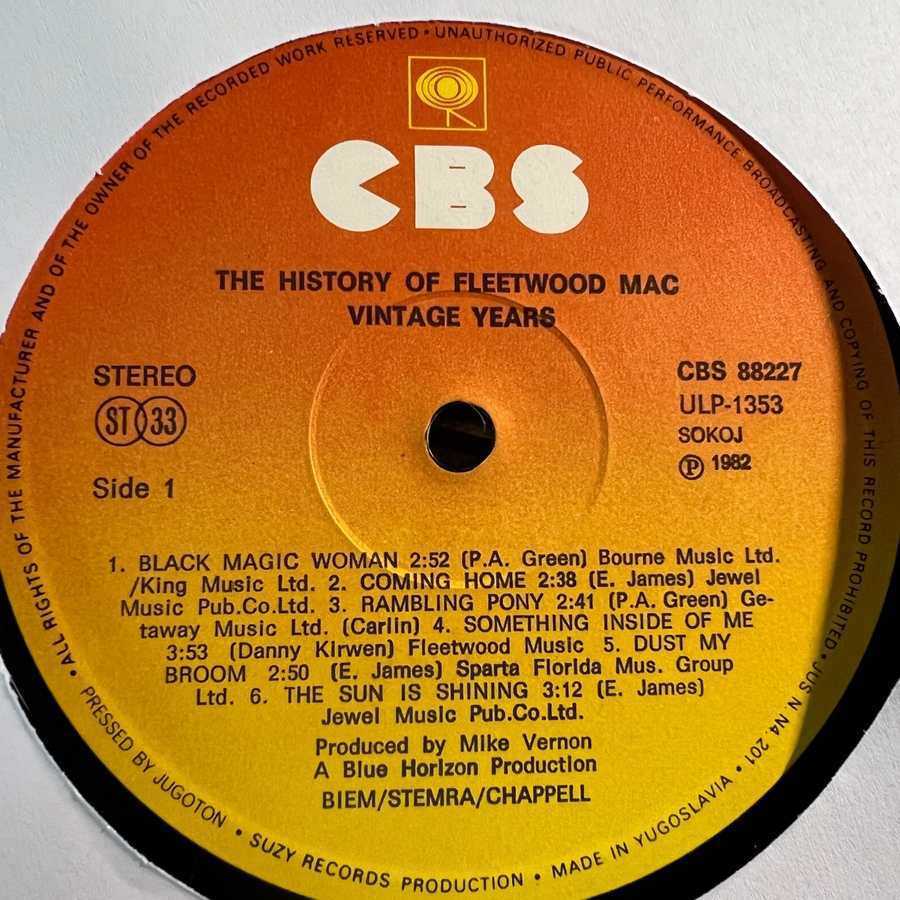 CBS
THE HISTORY OF FLEETWOOD MAC
VINTAGE YEARS
STEREO
ST 33
Side 1
CBS 88227
ULP-1353
SOKOJ
Ⓟ 1982
1. BLACK MAGIC WOMAN 2:52 (P.A. Green) Bourne Music Ltd.
/King Music Ltd. 2. COMING HOME 2:38 (E. James) Jewel
Music Pub.Co.Ltd. 3. RAMBLING PONY 2:41 (P.A. Green) Ge-
taway Music Ltd. (Carlin) 4. SOMETHING INSIDE OF ME
3:53 (Danny Kirwen) Fleetwood Music 5. DUST MY
BROOM 2:50 (E. James) Sparta Florida Mus. Group
Ltd. 6. THE SUN IS SHINING 3:12 (E. James)
Jewel Music Pub.Co.Ltd.
Produced by Mike Vernon
A Blue Horizon Production
BIEM/STEMRA/CHAPPELL
• ALL RIGHTS OF THE MANUFACTURER AND OF THE OWNER OF THE RECORDED WORK RESERVED • UNAUTHORIZED PUBLIC PERFORMANCE BROADCASTING AND COPYING OF THIS RECORD PROHIBITED • JUS N. N4. 201
• PRESSED BY JUGOTON • SUZY RECORDS PRODUCTION • MADE IN YUGOSLAVIA •